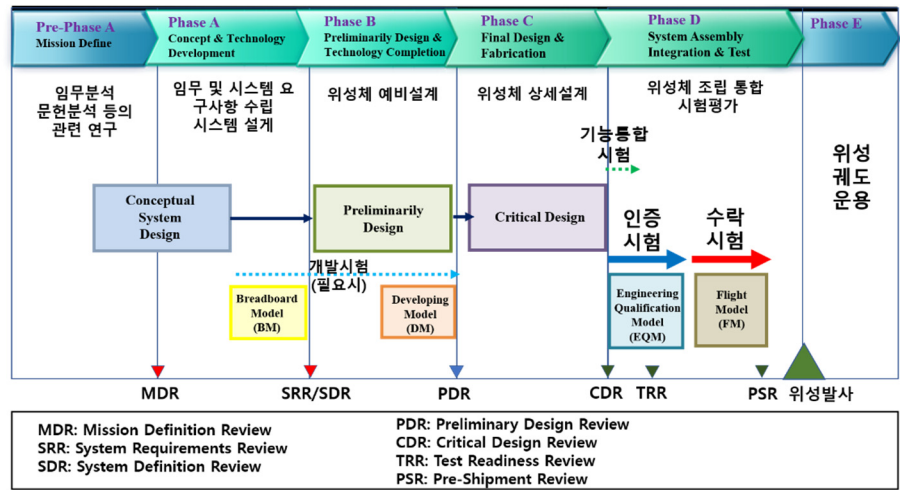 Pre-Phase A
Mission Define
Phase A
Concept & Technology
Development
Phase B
Preliminarily Design &
Technology Completion
Phase C
Final Design &
Fabrication
Phase D
System Assembly
Integration & Test
Phase E
임무분석
문헌분석 등의
관련 연구
임무 및 시스템 요
구사항 수립
시스템 설게
위성체 예비설계
위성체 상세설계
위성체 조립 통합
시험평가
기능통합
시험
위성
궤도
운용
Conceptual
System
Design
Preliminarily
Design
Critical Design
인증
시험
수락
시험
개발시험
(필요시)
Breadboard
Model
(BM)
Developing
Model
(DM)
Engineering
Qualification
Model
(EQM)
Flight
Model
(FM)
MDR
SRR/SDR
PDR
CDR
TRR
PSR
위성발사
MDR: Mission Definition Review
SRR: System Requirements Review
SDR: System Definition Review
PDR: Preliminary Design Review
CDR: Critical Design Review
TRR: Test Readiness Review
PSR: Pre-Shipment Review